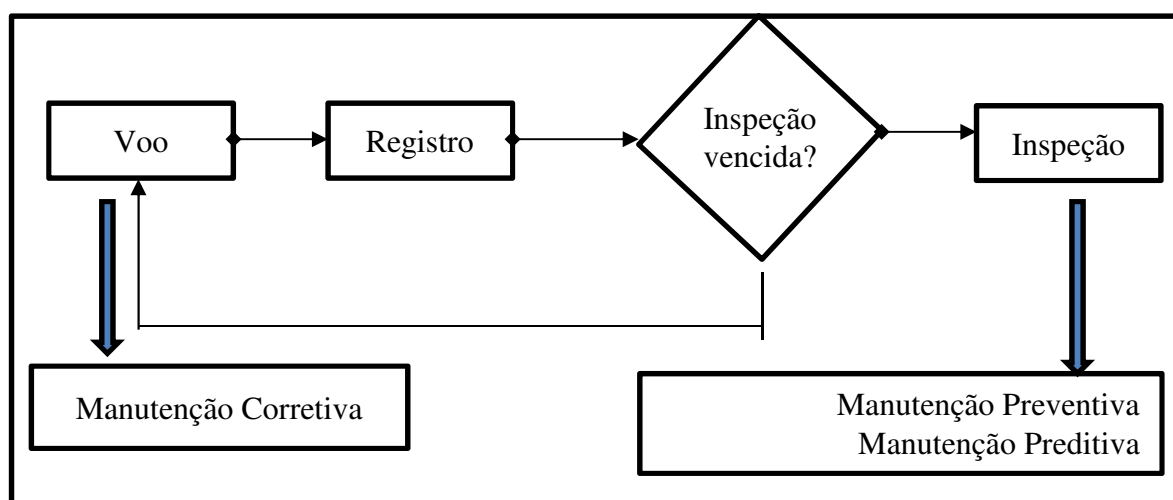 Voo
Registro
Inspeção
vencida?
Inspeção
Manutenção Corretiva
Manutenção Preventiva
Manutenção Preditiva